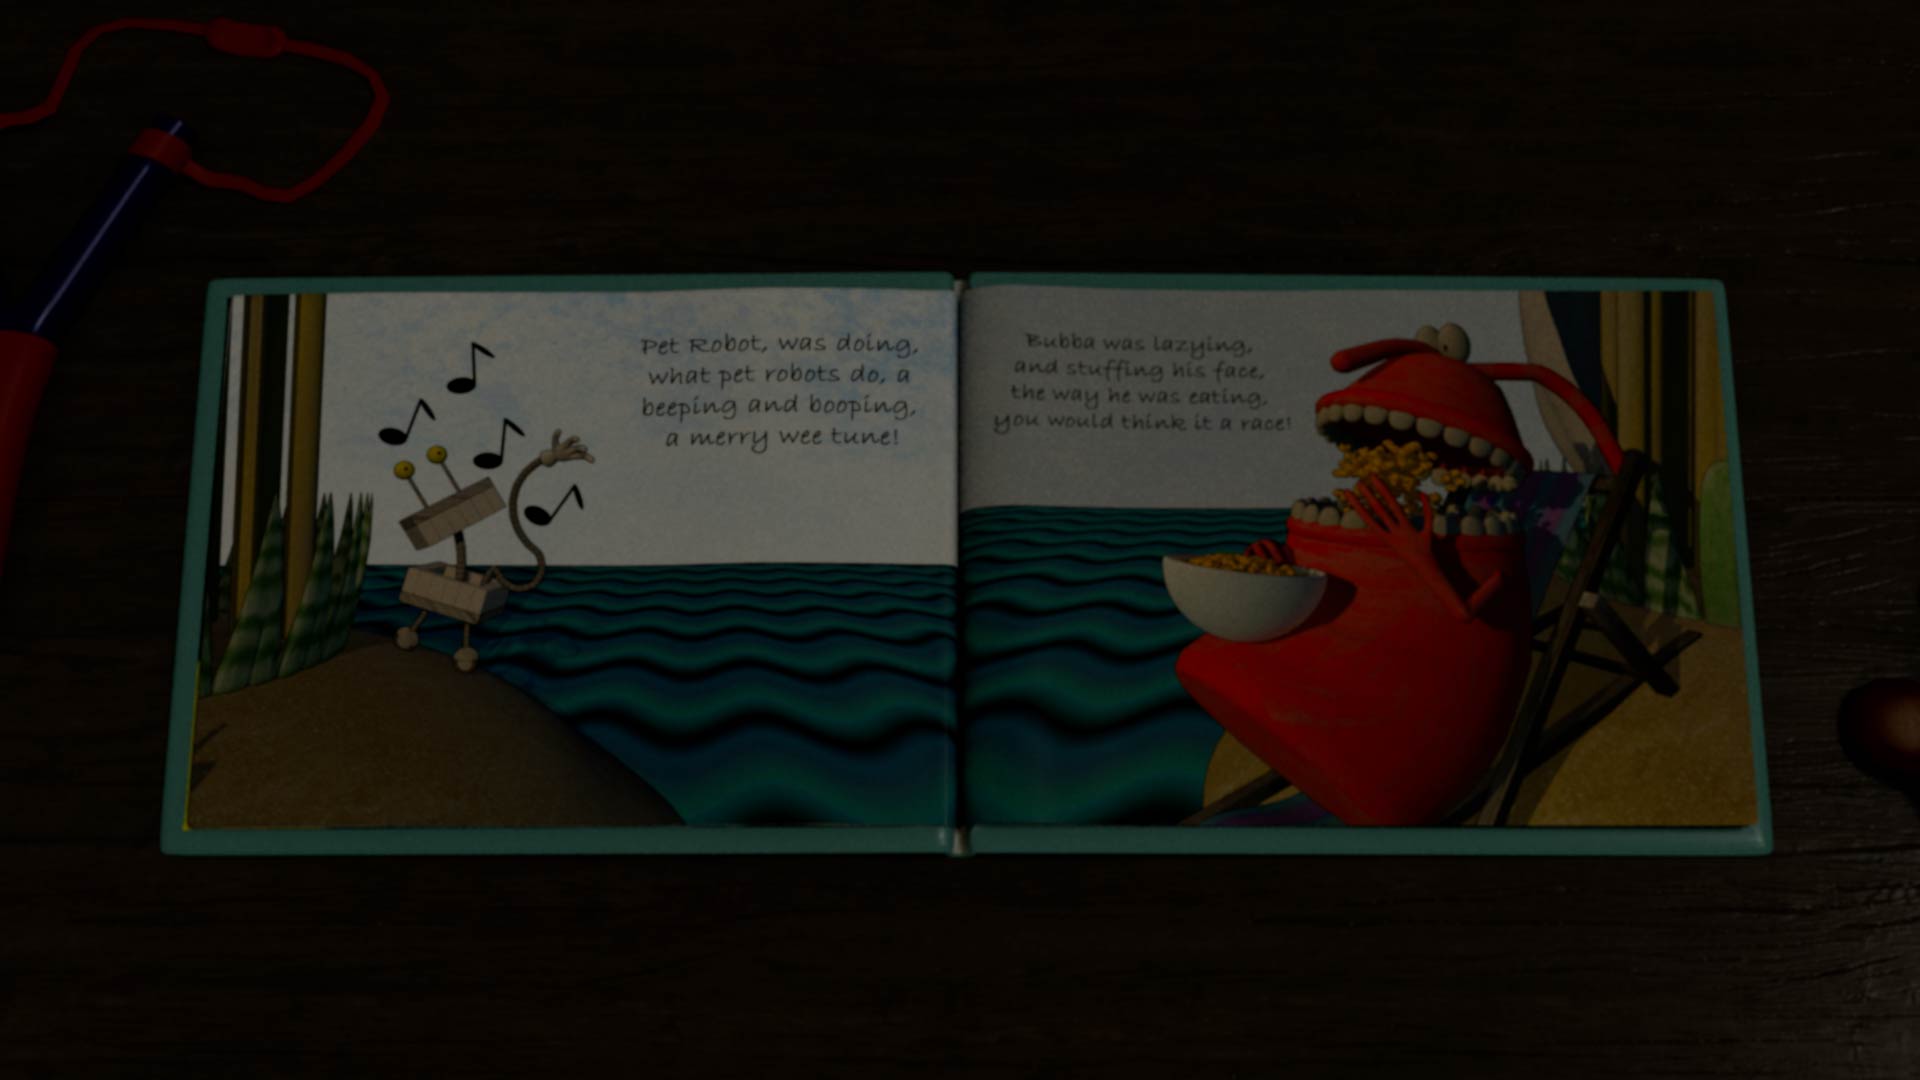 Pet Robot, was doing,
what pet robots do, a
beeping and booping,
a merry wee tune!
Bubba was lazying,
and stuffing his face,
the way he was eating,
you would think it a race!